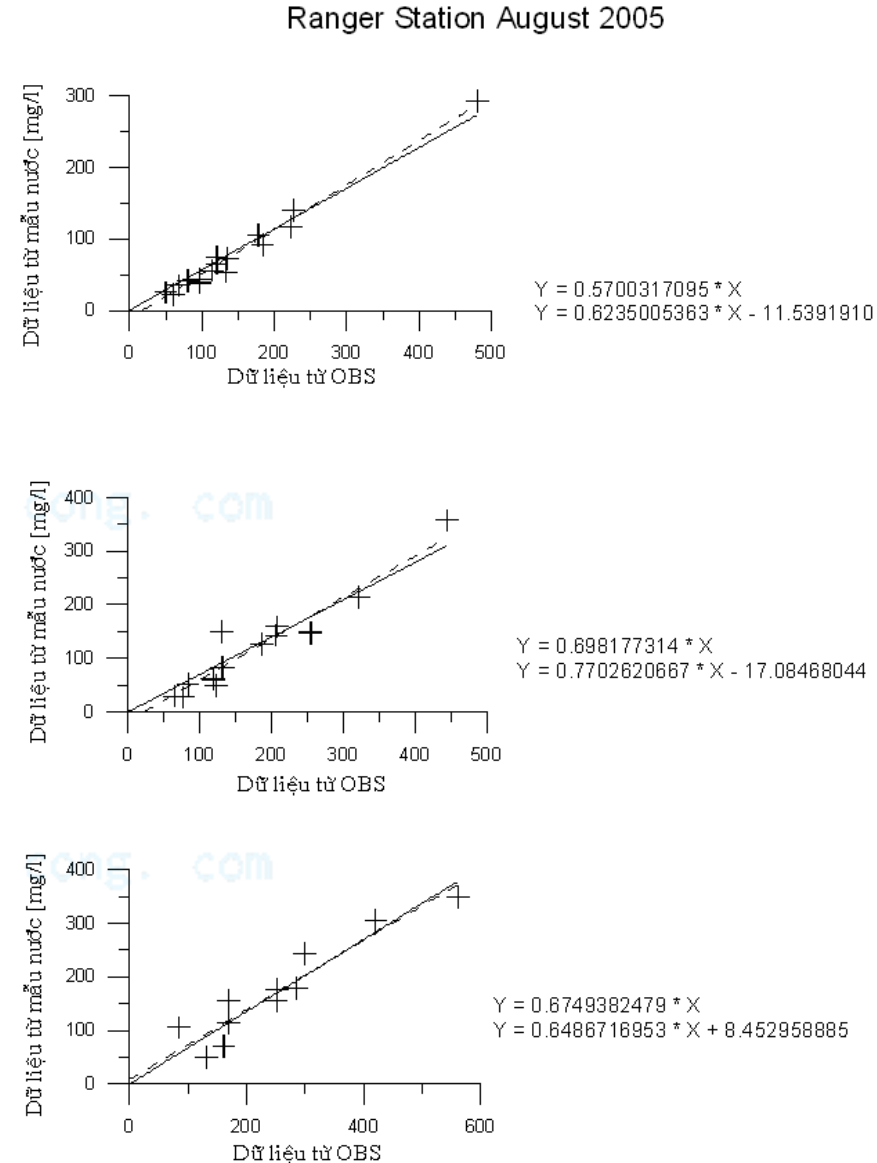 Ranger Station August 2005
Dữ liệu từ mẫu nước [mg/l]
300
200
100
0
0 100 200 300 400 500
Dữ liệu từ OBS
Y = 0.5700317095 * X
Y = 0.6235005363 * X - 11.5391910
cong. com
Dữ liệu từ mẫu nước [mg/l]
400
300
200
100
0
0 100 200 300 400 500
Dữ liệu từ OBS
Y = 0.698177314 * X
Y = 0.7702620667 * X - 17.08468044
cong. com
Dữ liệu từ mẫu nước [mg/l]
400
300
200
100
0
0 200 400 600
Dữ liệu từ OBS
Y = 0.6749382479 * X
Y = 0.6486716953 * X + 8.452958885